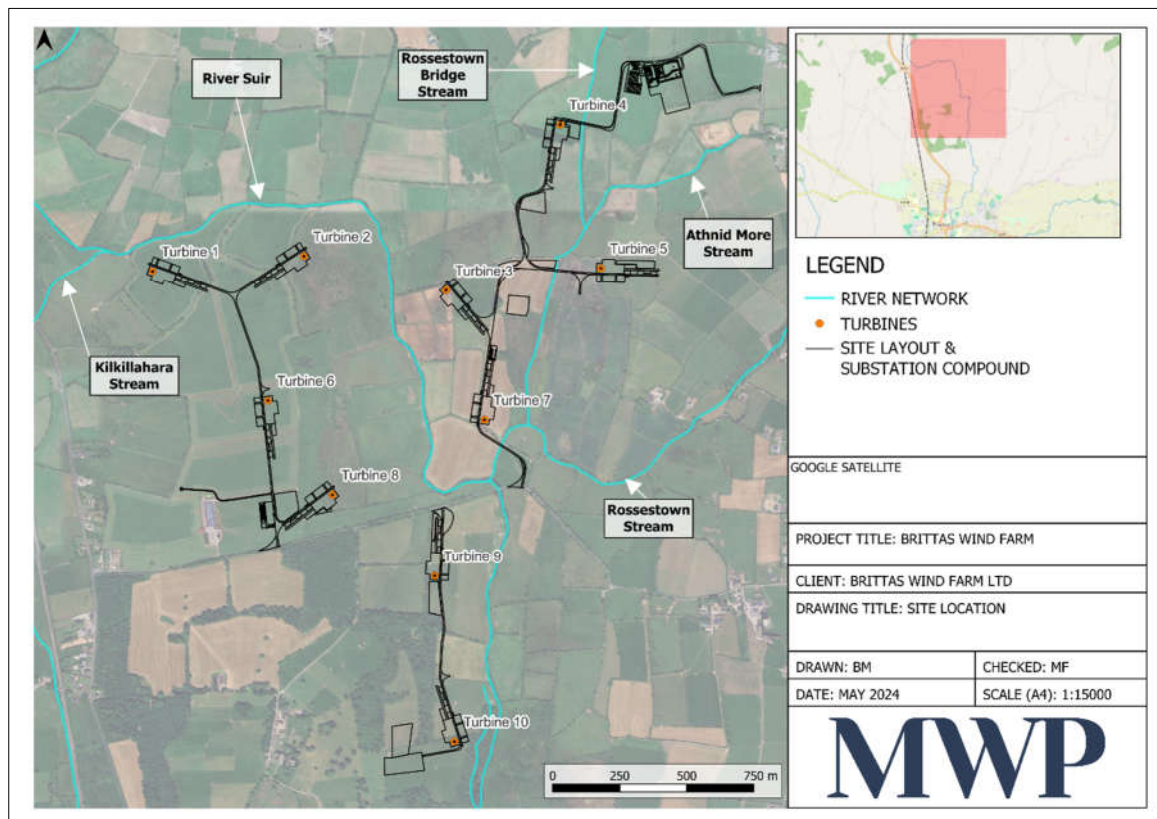 River Suir
Rossestown
Bridge
Stream
Turbine 4
Athnid More
Stream
Turbine 1
Turbine 2
Turbine 3
Turbine 5
Kilkillahara
Stream
Turbine 6
Turbine 7
Turbine 8
Rossestown
Stream
Turbine 9
Turbine 10
0 250 500 750 m
LEGEND
RIVER NETWORK
TURBINES
SITE LAYOUT &
SUBSTATION COMPOUND
GOOGLE SATELLITE
PROJECT TITLE: BRITTAS WIND FARM
CLIENT: BRITTAS WIND FARM LTD
DRAWING TITLE: SITE LOCATION
DRAWN: BM
CHECKED: MF
DATE: MAY 2024
SCALE (A4): 1:15000
MWP